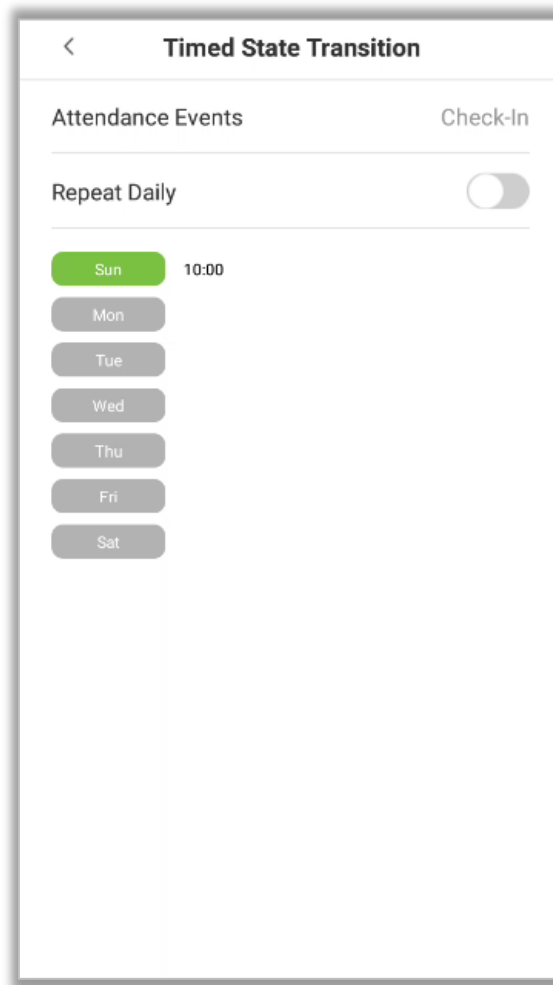 Timed State Transition
Attendance Events Check-In
Repeat Daily
Sun 10:00
Mon
Tue
Wed
Thu
Fri
Sat